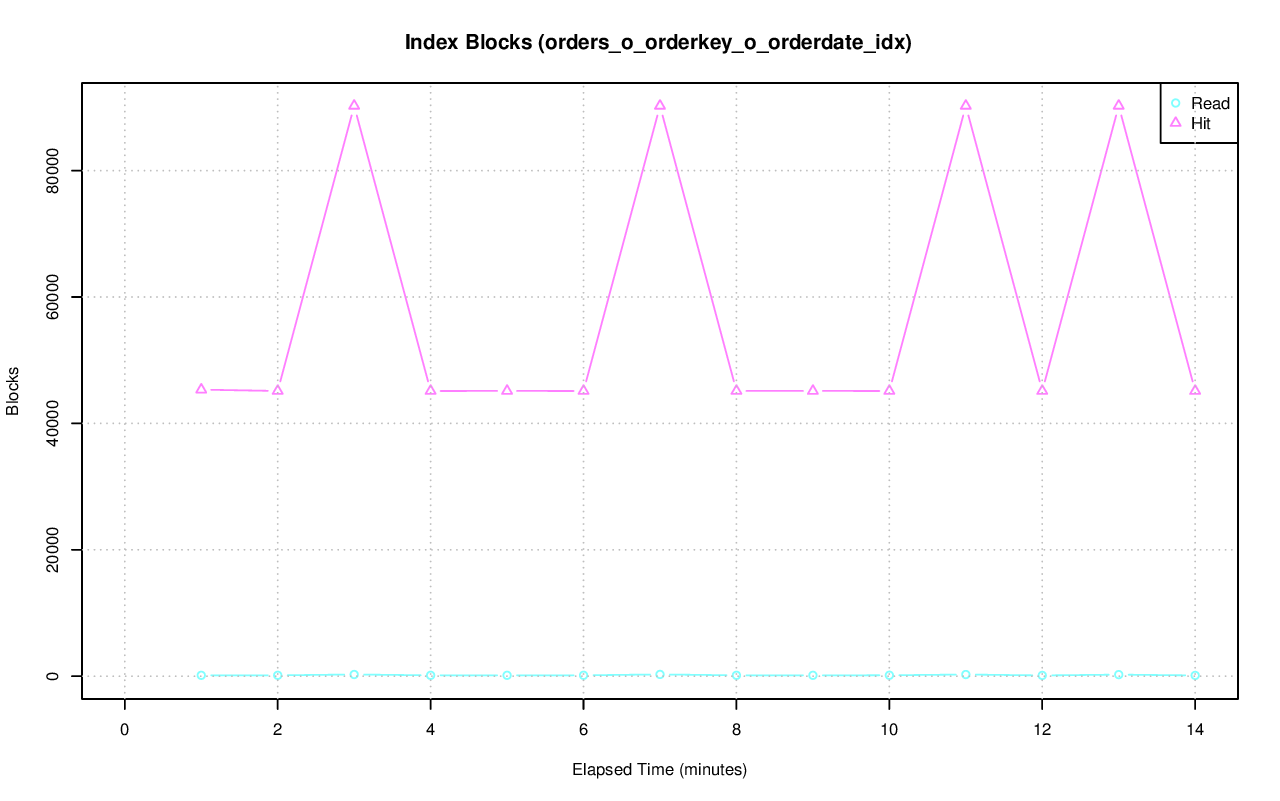 Index Blocks (orders_o_orderkey_o_orderdate_idx)
Read
Hit
Blocks
80000
60000
40000
20000
0
0 2 4 6 8 10 12 14
Elapsed Time (minutes)